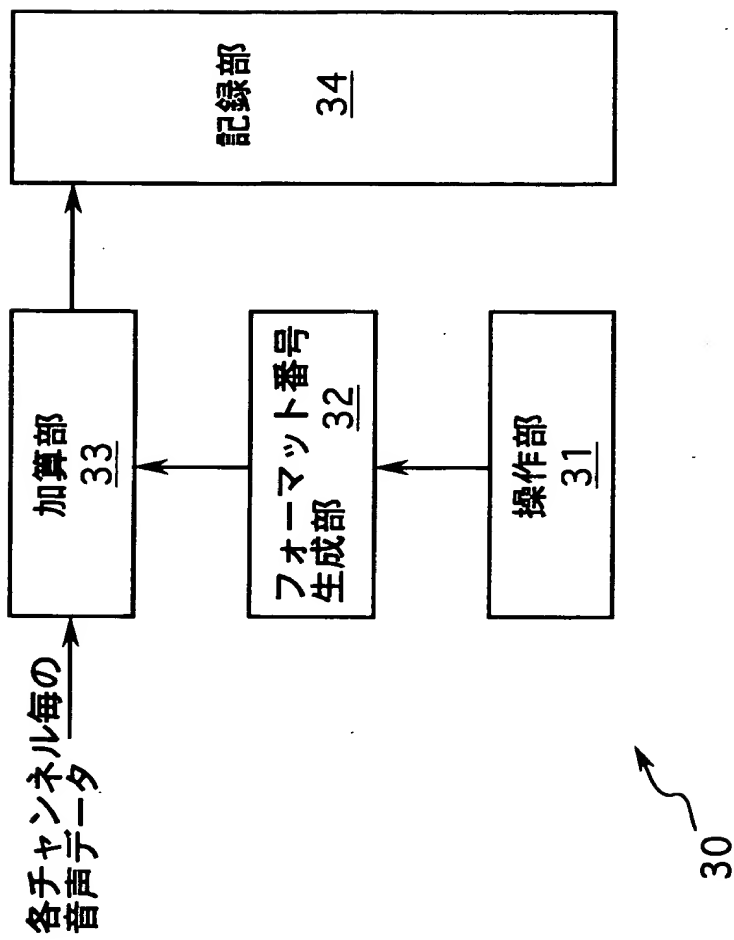 各チャンネル毎の
音声データ
加算部
33
記録部
34
フォーマット番号
生成部
32
操作部
31
30